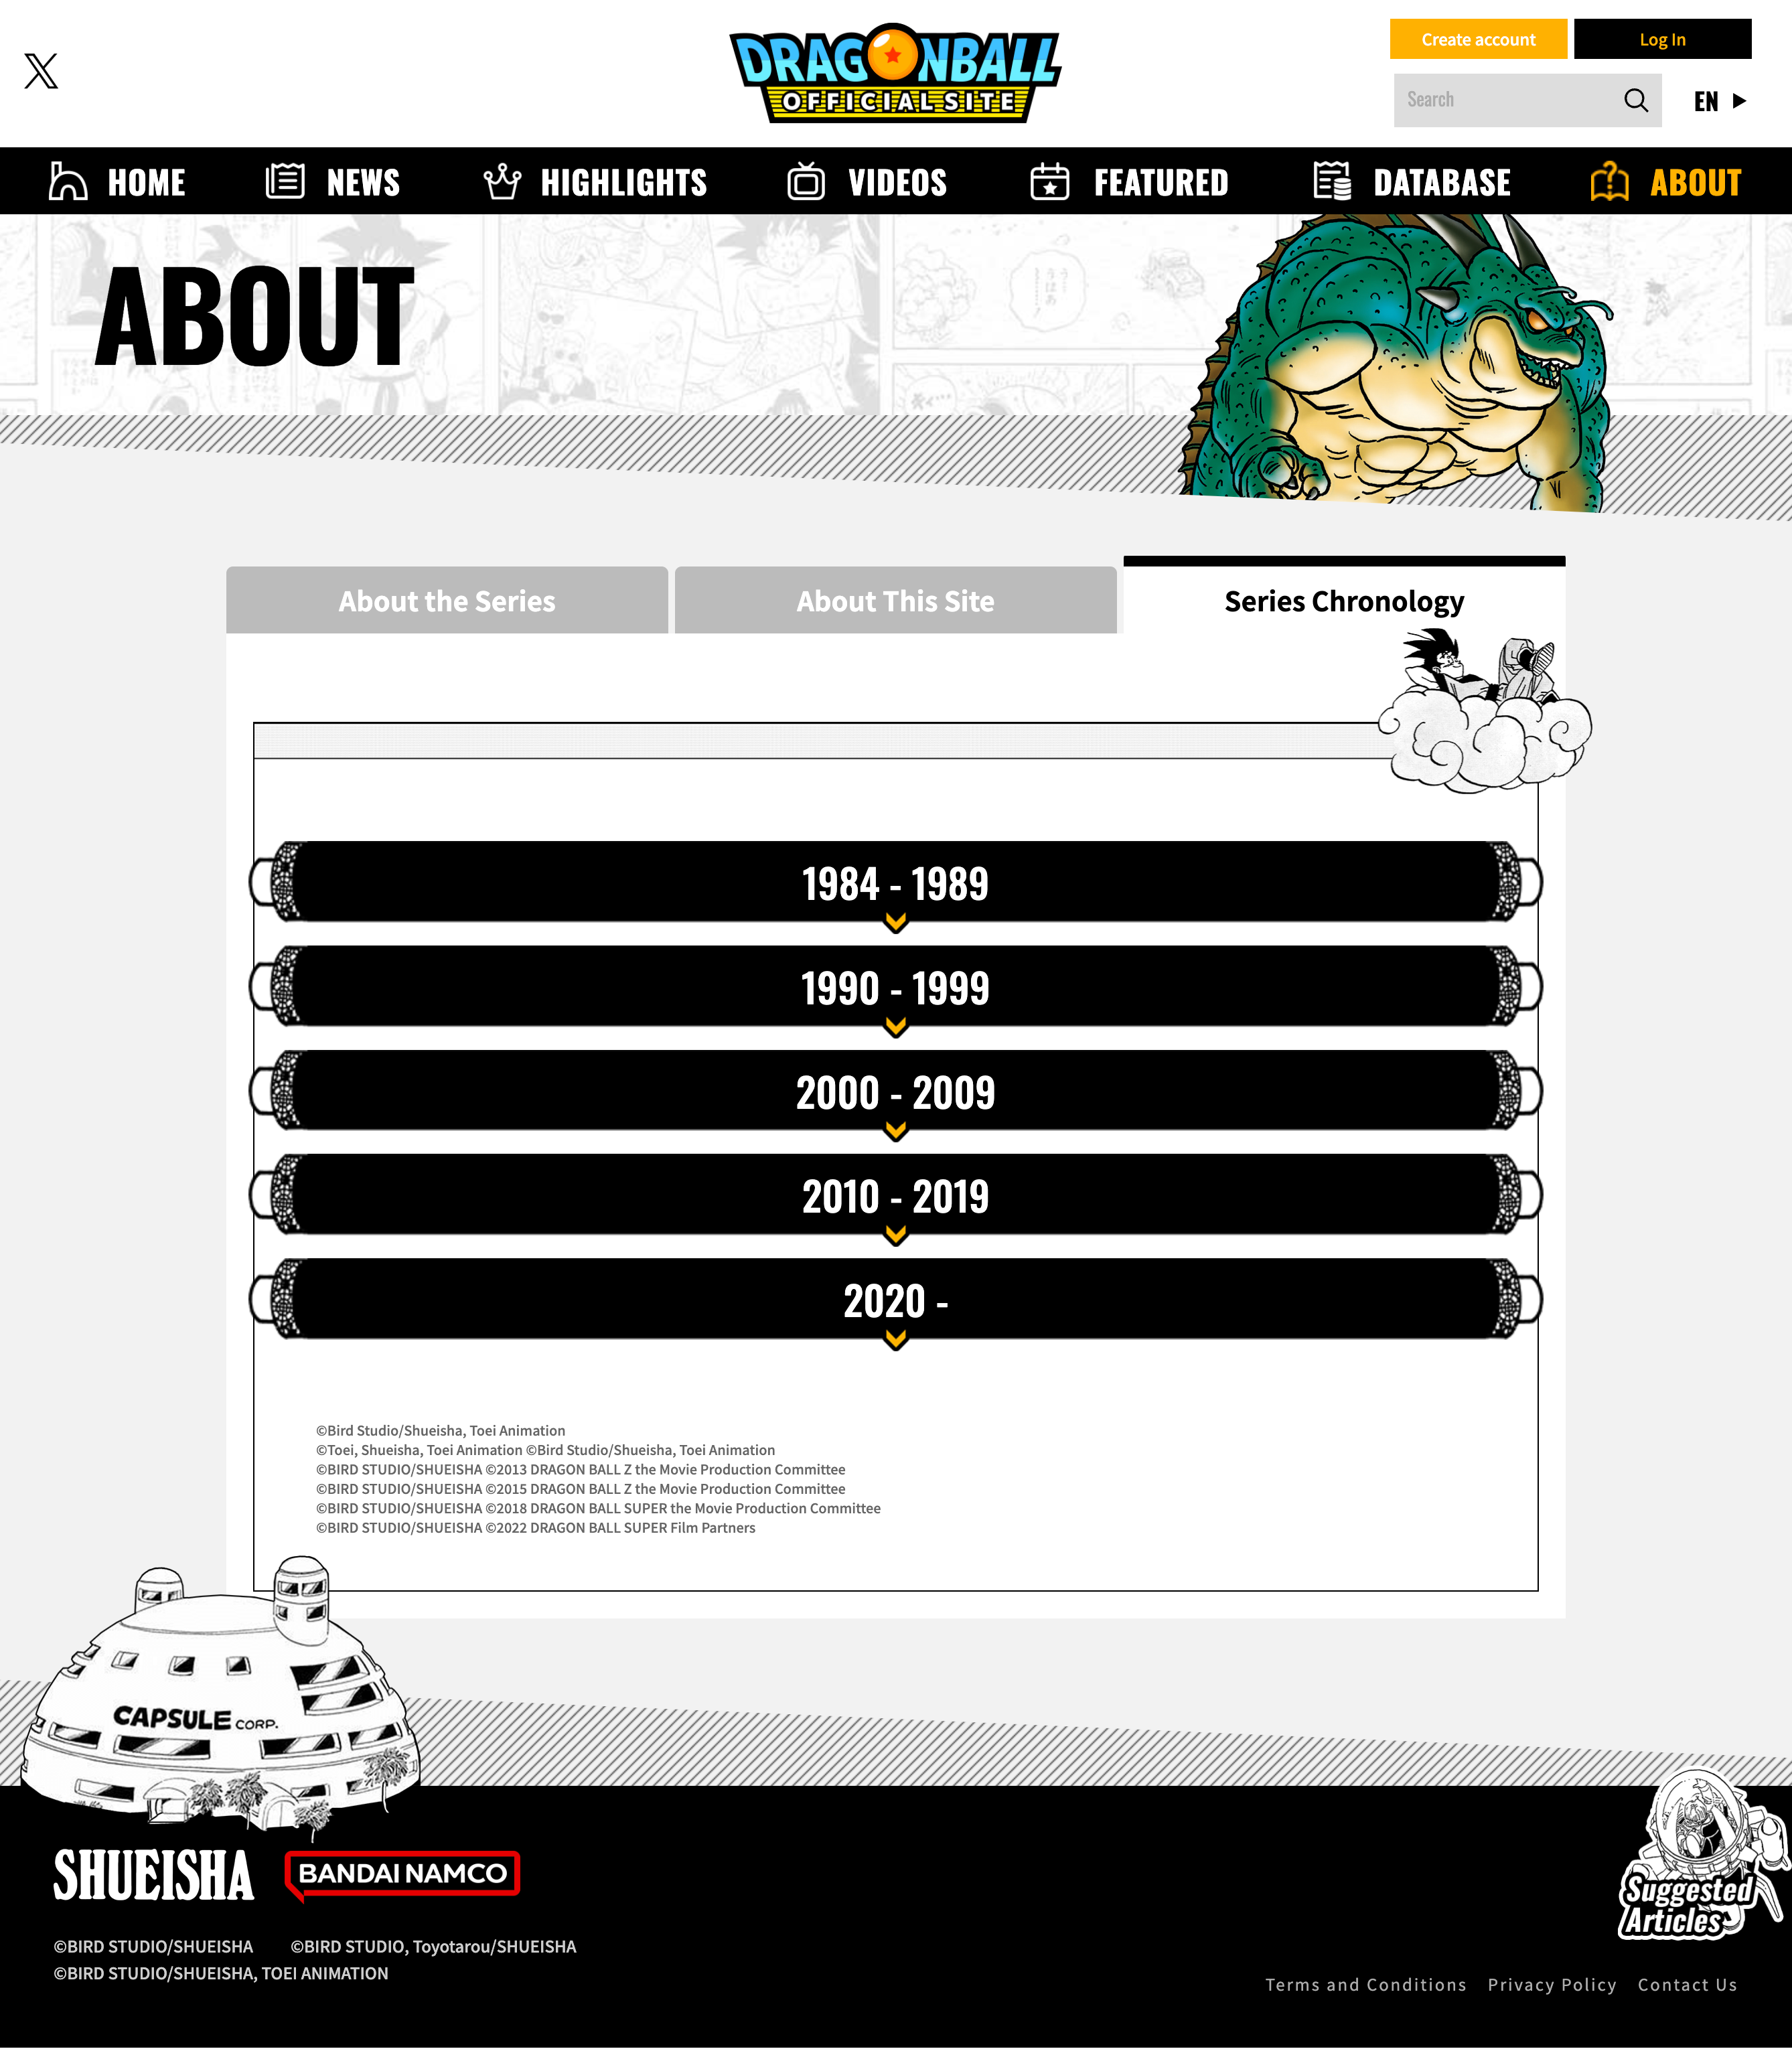 DRAGONBALL
OFFICIAL SITE
Create account
Log In
Search
EN
HOME
NEWS
HIGHLIGHTS
VIDEOS
FEATURED
DATABASE
ABOUT
ABOUT
About the Series
About This Site
Series Chronology
1984 - 1989
1990 - 1999
2000 - 2009
2010 - 2019
2020 -
©Bird Studio/Shueisha, Toei Animation
©Toei, Shueisha, Toei Animation ©Bird Studio/Shueisha, Toei Animation
©BIRD STUDIO/SHUEISHA ©2013 DRAGON BALL Z the Movie Production Committee
©BIRD STUDIO/SHUEISHA ©2015 DRAGON BALL Z the Movie Production Committee
©BIRD STUDIO/SHUEISHA ©2018 DRAGON BALL SUPER the Movie Production Committee
©BIRD STUDIO/SHUEISHA ©2022 DRAGON BALL SUPER Film Partners
CAPSULE CORP.
SHUEISHA
BANDAI NAMCO
Suggested
Articles
©BIRD STUDIO/SHUEISHA ©BIRD STUDIO, Toyotarou/SHUEISHA
©BIRD STUDIO/SHUEISHA, TOEI ANIMATION
Terms and Conditions Privacy Policy Contact Us